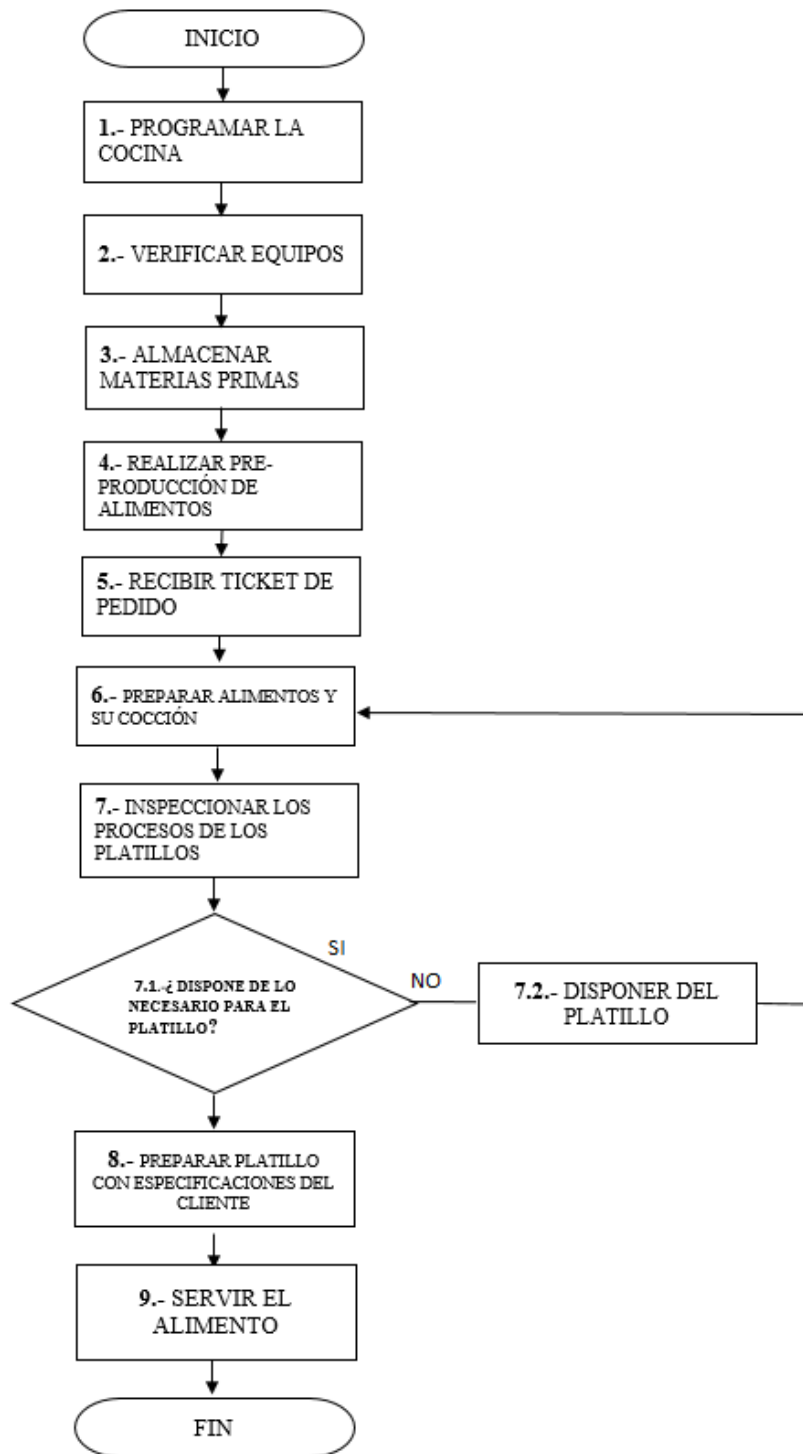 INICIO
1.- PROGRAMAR LA
COCINA
2.- VERIFICAR EQUIPOS
3.- ALMACENAR
MATERIAS PRIMAS
4.- REALIZAR PRE-
PRODUCCIÓN DE
ALIMENTOS
5.- RECIBIR TICKET DE
PEDIDO
6.- PREPARAR ALIMENTOS Y
SU COCCIÓN
7.- INSPECCIONAR LOS
PROCESOS DE LOS
PLATILLOS
SI
7.1.-¿ DISPONE DE LO
NECESARIO PARA EL
PLATILLO?
NO
7.2.- DISPONER DEL
PLATILLO
8.- PREPARAR PLATILLO
CON ESPECIFICACIONES DEL
CLIENTE
9.- SERVIR EL
ALIMENTO
FIN